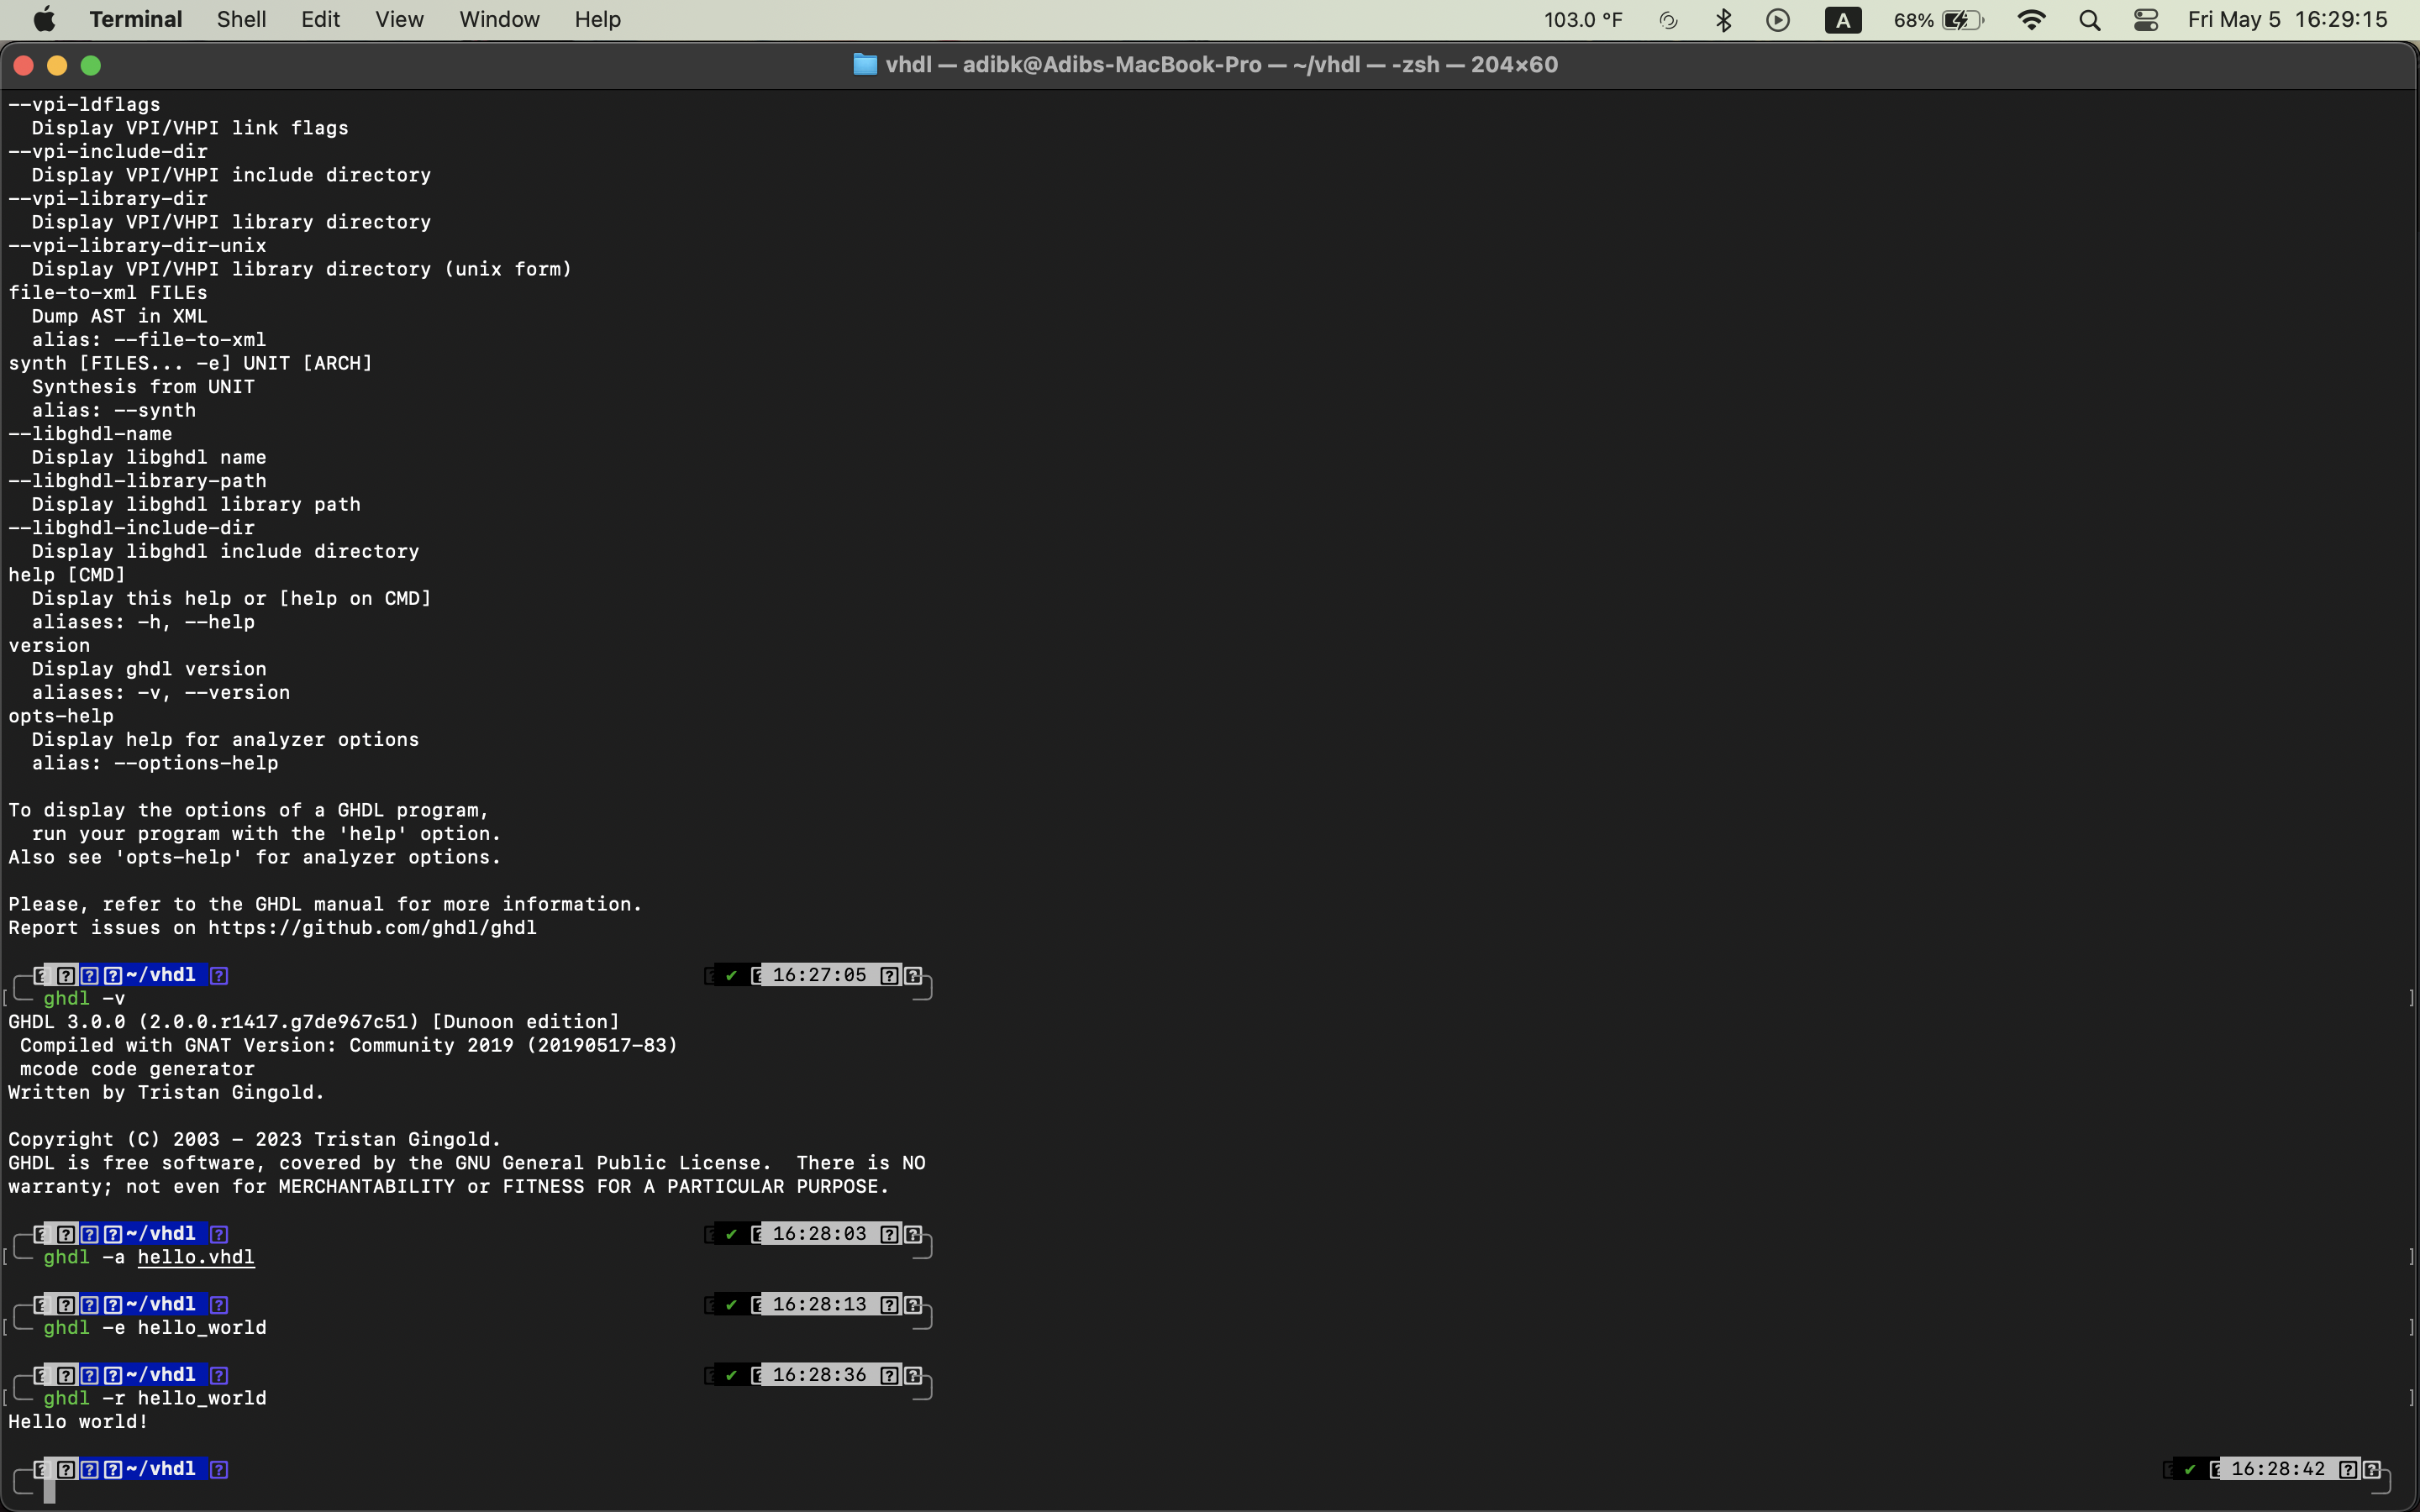 Terminal Shell Edit View Window Help 103.0 °F A 68% Fri May 5 16:29:15
vhdl — adibk@Adibs-MacBook-Pro — ~/vhdl — -zsh — 204×60
--vpi-ldflags
Display VPI/VHPI link flags
--vpi-include-dir
Display VPI/VHPI include directory
--vpi-library-dir
Display VPI/VHPI library directory
--vpi-library-dir-unix
Display VPI/VHPI library directory (unix form)
file-to-xml FILEs
Dump AST in XML
alias: --file-to-xml
synth [FILES... -e] UNIT [ARCH]
Synthesis from UNIT
alias: --synth
--libghdl-name
Display libghdl name
--libghdl-library-path
Display libghdl library path
--libghdl-include-dir
Display libghdl include directory
help [CMD]
Display this help or [help on CMD]
aliases: -h, --help
version
Display ghdl version
aliases: -v, --version
opts-help
Display help for analyzer options
alias: --options-help
To display the options of a GHDL program,
run your program with the 'help' option.
Also see 'opts-help' for analyzer options.
Please, refer to the GHDL manual for more information.
Report issues on https://github.com/ghdl/ghdl
? ? ? ? ~/vhdl ? ? ✔ ? 16:27:05 ? ?
[ ghdl -v ]
GHDL 3.0.0 (2.0.0.r1417.g7de967c51) [Dunoon edition]
Compiled with GNAT Version: Community 2019 (20190517-83)
mcode code generator
Written by Tristan Gingold.
Copyright (C) 2003 - 2023 Tristan Gingold.
GHDL is free software, covered by the GNU General Public License.  There is NO
warranty; not even for MERCHANTABILITY or FITNESS FOR A PARTICULAR PURPOSE.
? ? ? ? ~/vhdl ? ? ✔ ? 16:28:03 ? ?
[ ghdl -a hello.vhdl ]
? ? ? ? ~/vhdl ? ? ✔ ? 16:28:13 ? ?
[ ghdl -e hello_world ]
? ? ? ? ~/vhdl ? ? ✔ ? 16:28:36 ? ?
[ ghdl -r hello_world ]
Hello world!
? ? ? ? ~/vhdl ? ? ✔ ? 16:28:42 ? ?